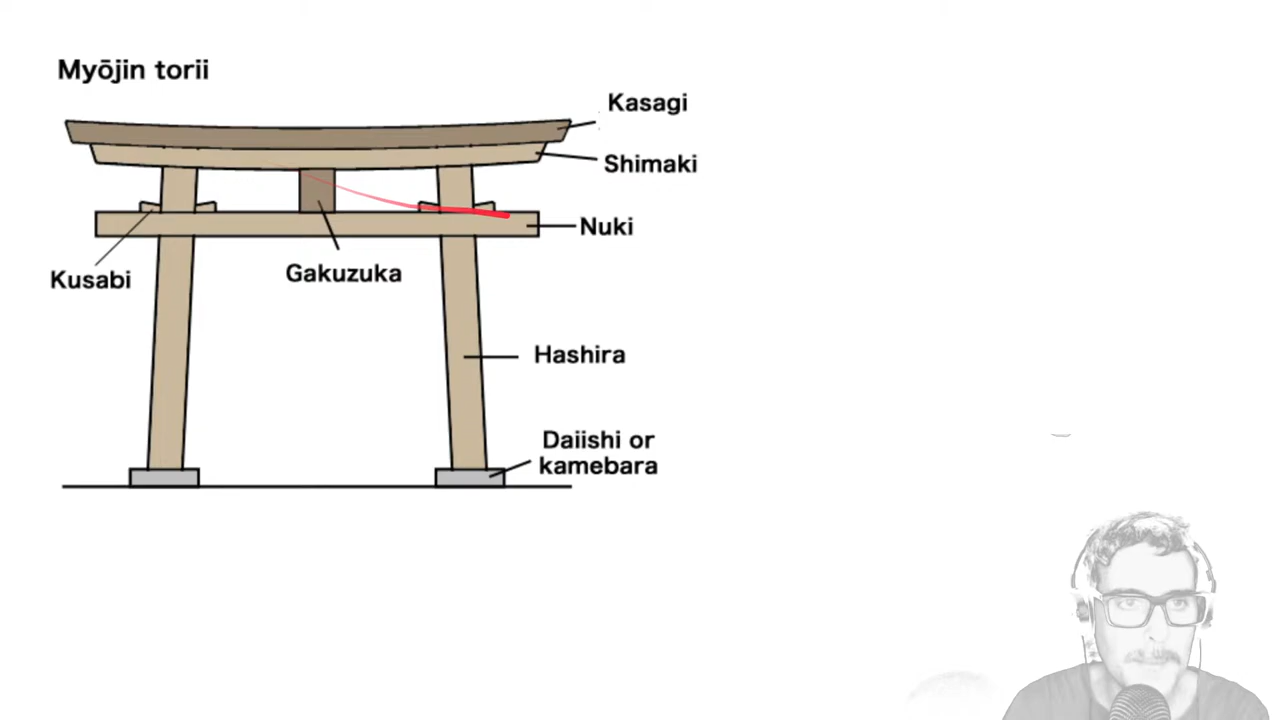 Myōjin torii
Kasagi
Shimaki
Nuki
Kusabi
Gakuzuka
Hashira
Daiishi or
kamebara